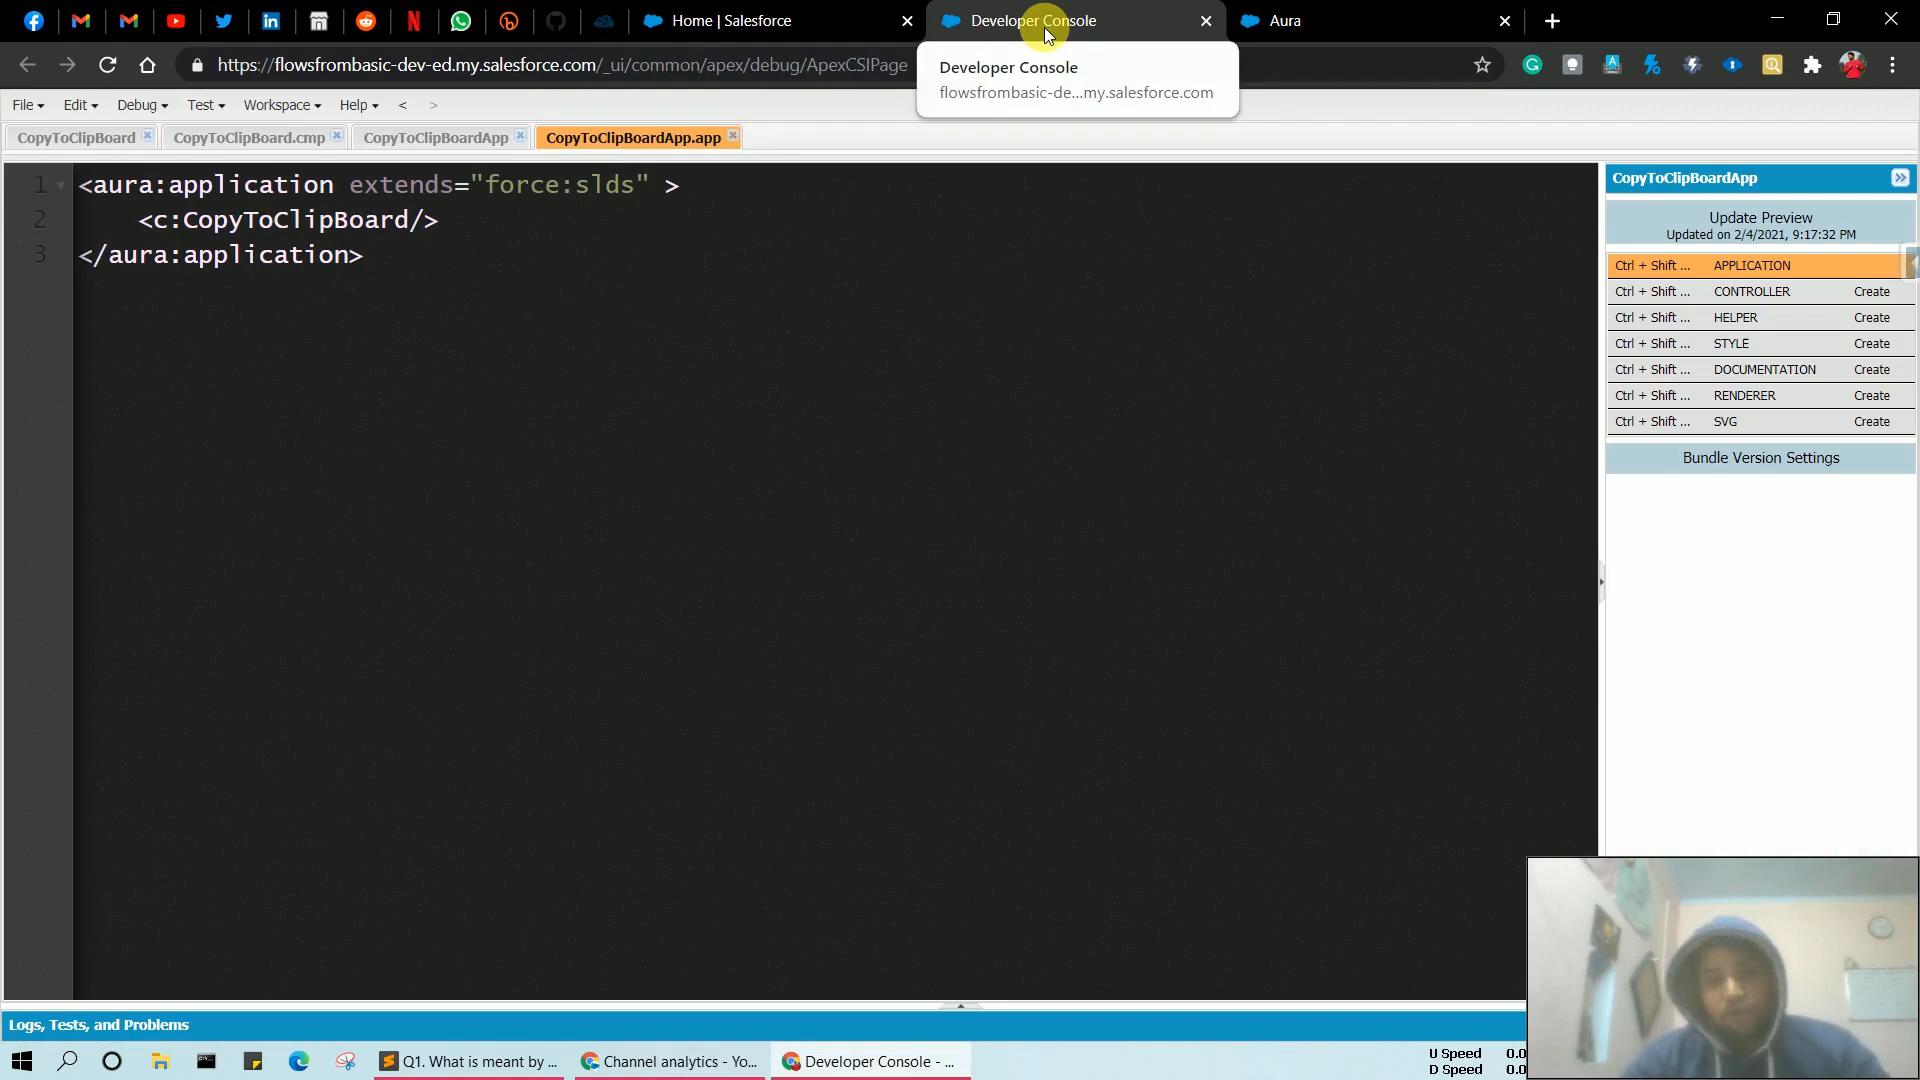 Home | Salesforce
Developer Console
Aura
https://flowsfrombasic-dev-ed.my.salesforce.com/_ui/common/apex/debug/ApexCSIPage
Developer Console
flowsfrombasic-de...my.salesforce.com
File Edit Debug Test Workspace Help < >
CopyToClipBoard
CopyToClipBoard.cmp
CopyToClipBoardApp
CopyToClipBoardApp.app
1 <aura:application extends="force:slds" >
2 <c:CopyToClipBoard/>
3 </aura:application>
CopyToClipBoardApp
Update Preview
Updated on 2/4/2021, 9:17:32 PM
Ctrl + Shift ... APPLICATION
Ctrl + Shift ... CONTROLLER Create
Ctrl + Shift ... HELPER Create
Ctrl + Shift ... STYLE Create
Ctrl + Shift ... DOCUMENTATION Create
Ctrl + Shift ... RENDERER Create
Ctrl + Shift ... SVG Create
Bundle Version Settings
Logs, Tests, and Problems
Q1. What is meant by ...
Channel analytics - Yo...
Developer Console - ...
U Speed 0.0
D Speed 0.0